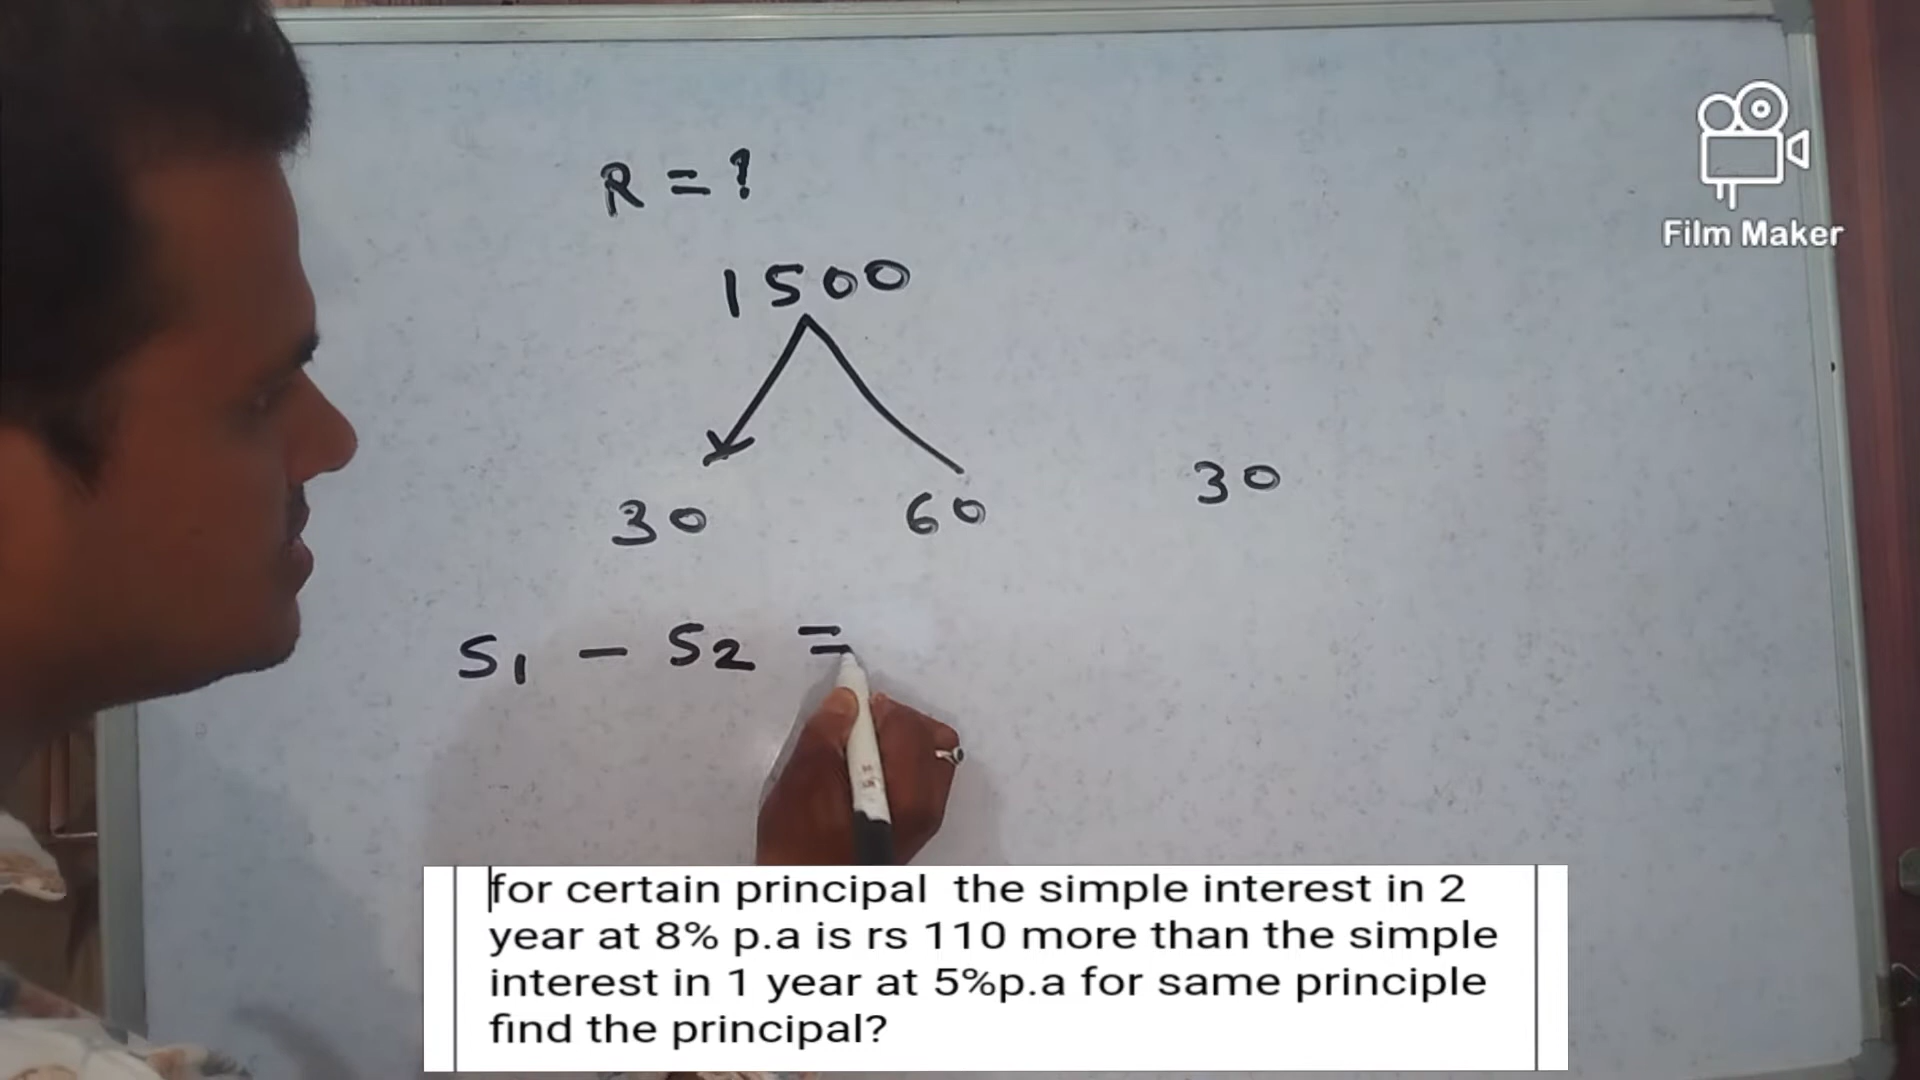 R = ?
Film Maker
1500
30 60 30
S1 - S2 =
for certain principal the simple interest in 2
year at 8% p.a is rs 110 more than the simple
interest in 1 year at 5%p.a for same principle
find the principal?